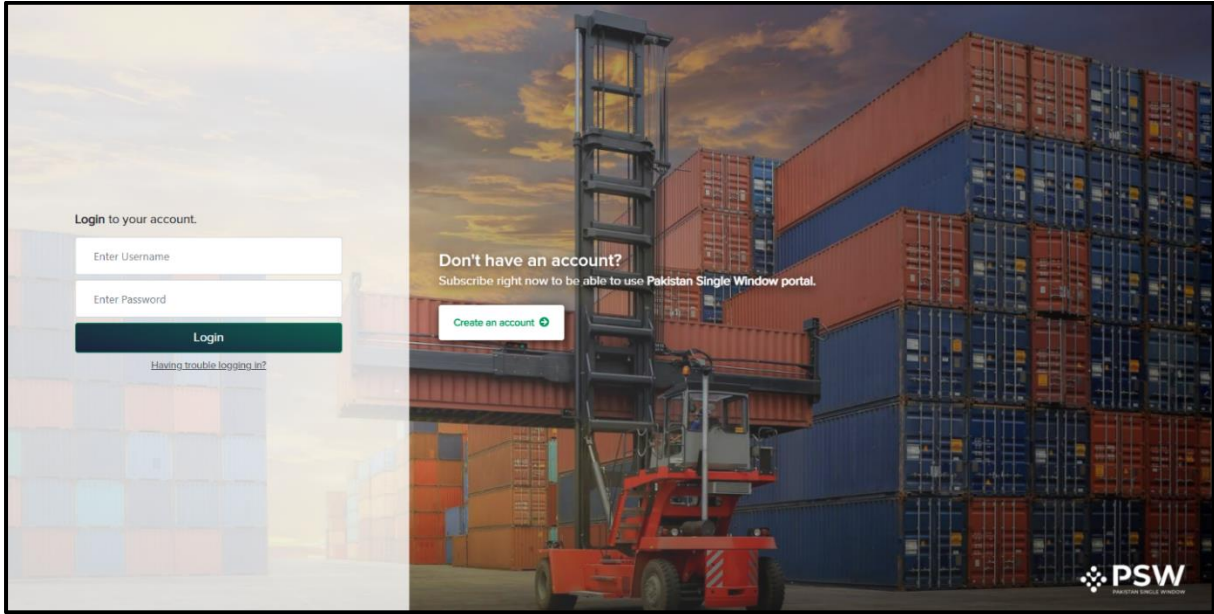 Login to your account.
Enter Username
Enter Password
Login
Having trouble logging in?
Don't have an account?
Subscribe right now to be able to use Pakistan Single Window portal.
Create an account
PSW
PAKISTAN SINGLE WINDOW